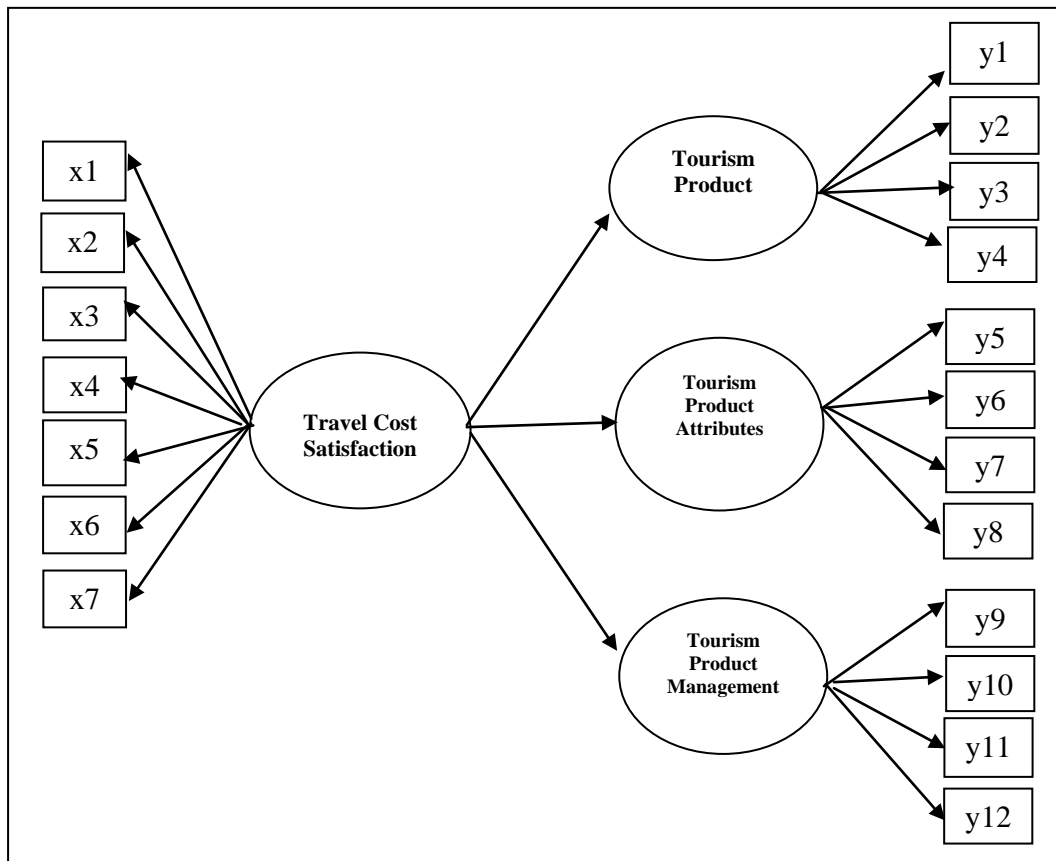 x1
x2
x3
x4
x5
x6
x7
Travel Cost
Satisfaction
Tourism
Product
Tourism
Product
Attributes
Tourism
Product
Management
y1
y2
y3
y4
y5
y6
y7
y8
y9
y10
y11
y12